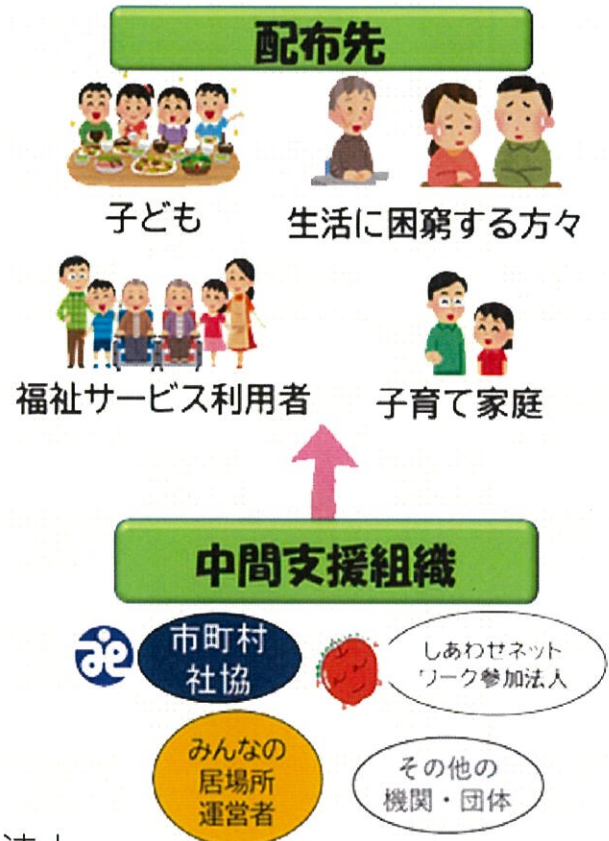 配布先
子ども
生活に困窮する方々
福祉サービス利用者
子育て家庭
中間支援組織
市町村
社協
しあわせネット
ワーク参加法人
みんなの
居場所
運営者
その他の
機関・団体